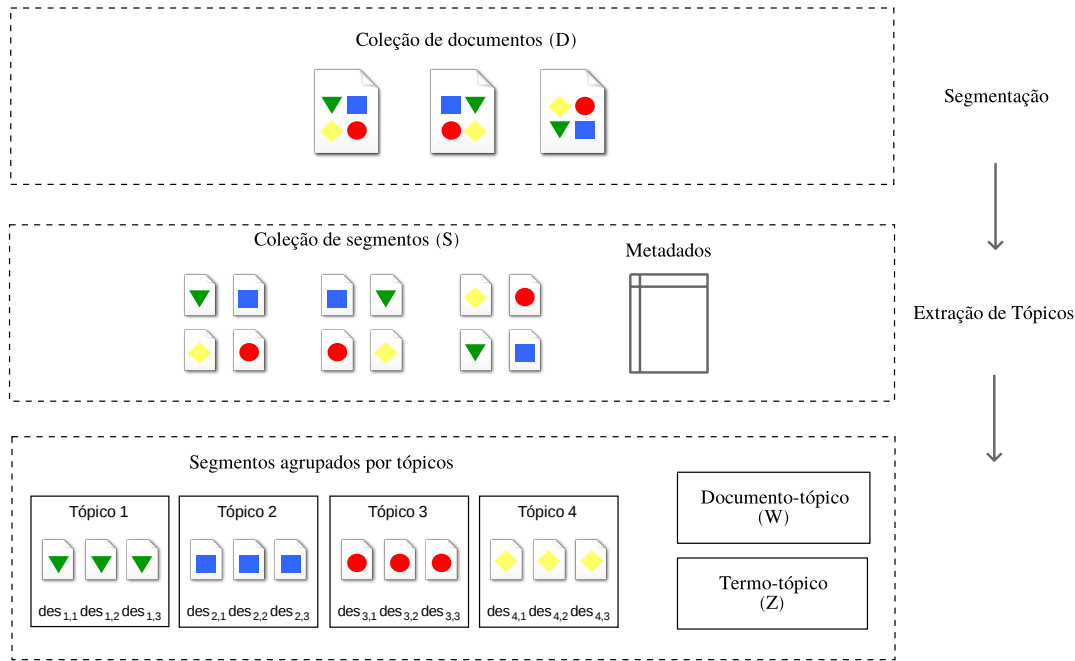 Coleção de documentos (D)
Segmentação
Coleção de segmentos (S)
Metadados
Extração de Tópicos
Segmentos agrupados por tópicos
Tópico 1
des1,1 des1,2 des1,3
Tópico 2
des2,1 des2,2 des2,3
Tópico 3
des3,1 des3,2 des3,3
Tópico 4
des4,1 des4,2 des4,3
Documento-tópico
(W)
Termo-tópico
(Z)